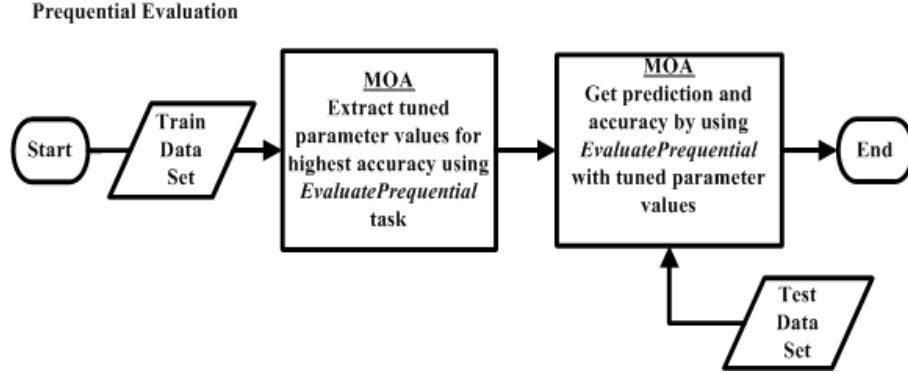 Prequential Evaluation
Start
Train
Data
Set
MOA
Extract tuned
parameter values for
highest accuracy using
EvaluatePrequential
task
MOA
Get prediction and
accuracy by using
EvaluatePrequential
with tuned parameter
values
End
Test
Data
Set